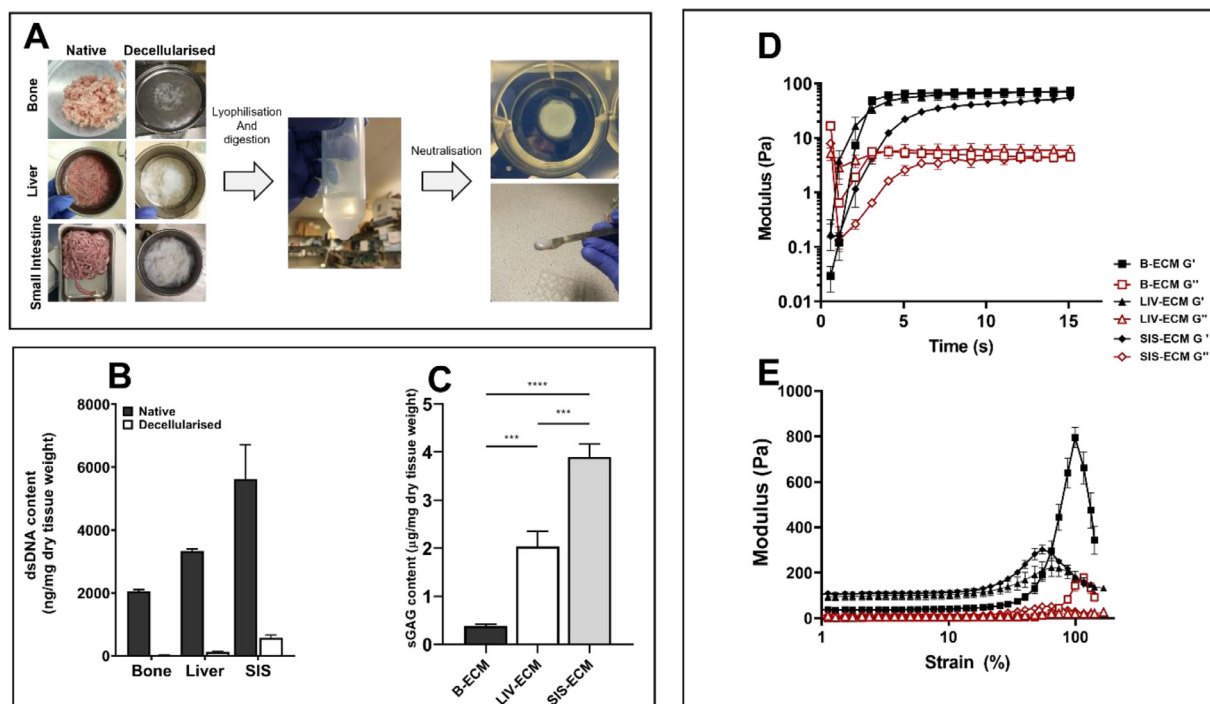 A
Native
Decellularised
Bone
Liver
Small Intestine
Lyophilisation
And
digestion
Neutralisation
B
dsDNA content
(ng/mg dry tissue weight)
8000
6000
4000
2000
0
Native
Decellularised
Bone
Liver
SIS
C
sGAG content (μg/mg dry tissue weight)
5
4
3
2
1
0
****
***
***
B-ECM
LIV-ECM
SIS-ECM
D
Modulus (Pa)
100
10
1
0.1
0.01
0
5
10
15
Time (s)
B-ECM G'
B-ECM G''
LIV-ECM G'
LIV-ECM G''
SIS-ECM G '
SIS-ECM G''
E
Modulus (Pa)
1000
800
600
400
200
0
1
10
100
Strain (%)